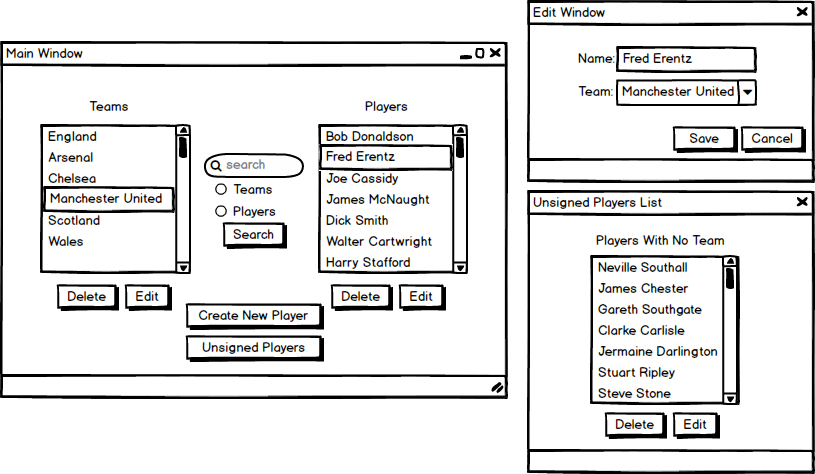 Main Window
Teams
England
Arsenal
Chelsea
Manchester United
Scotland
Wales
Delete
Edit
search
Teams
Players
Search
Players
Bob Donaldson
Fred Erentz
Joe Cassidy
James McNaught
Dick Smith
Walter Cartwright
Harry Stafford
Delete
Edit
Create New Player
Unsigned Players
Edit Window
Name: Fred Erentz
Team: Manchester United
Save
Cancel
Unsigned Players List
Players With No Team
Neville Southall
James Chester
Gareth Southgate
Clarke Carlisle
Jermaine Darlington
Stuart Ripley
Steve Stone
Delete
Edit